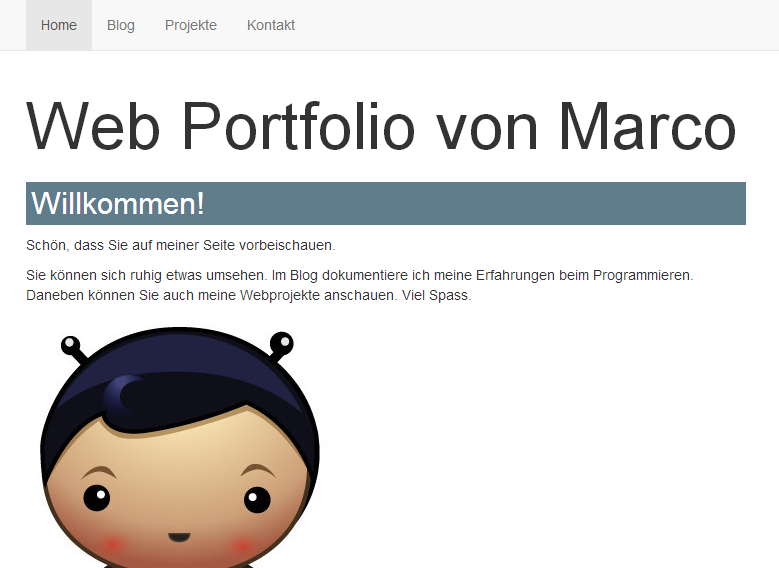 Home Blog Projekte Kontakt
Web Portfolio von Marco
Willkommen!
Schön, dass Sie auf meiner Seite vorbeischauen.
Sie können sich ruhig etwas umsehen. Im Blog dokumentiere ich meine Erfahrungen beim Programmieren.
Daneben können Sie auch meine Webprojekte anschauen. Viel Spass.